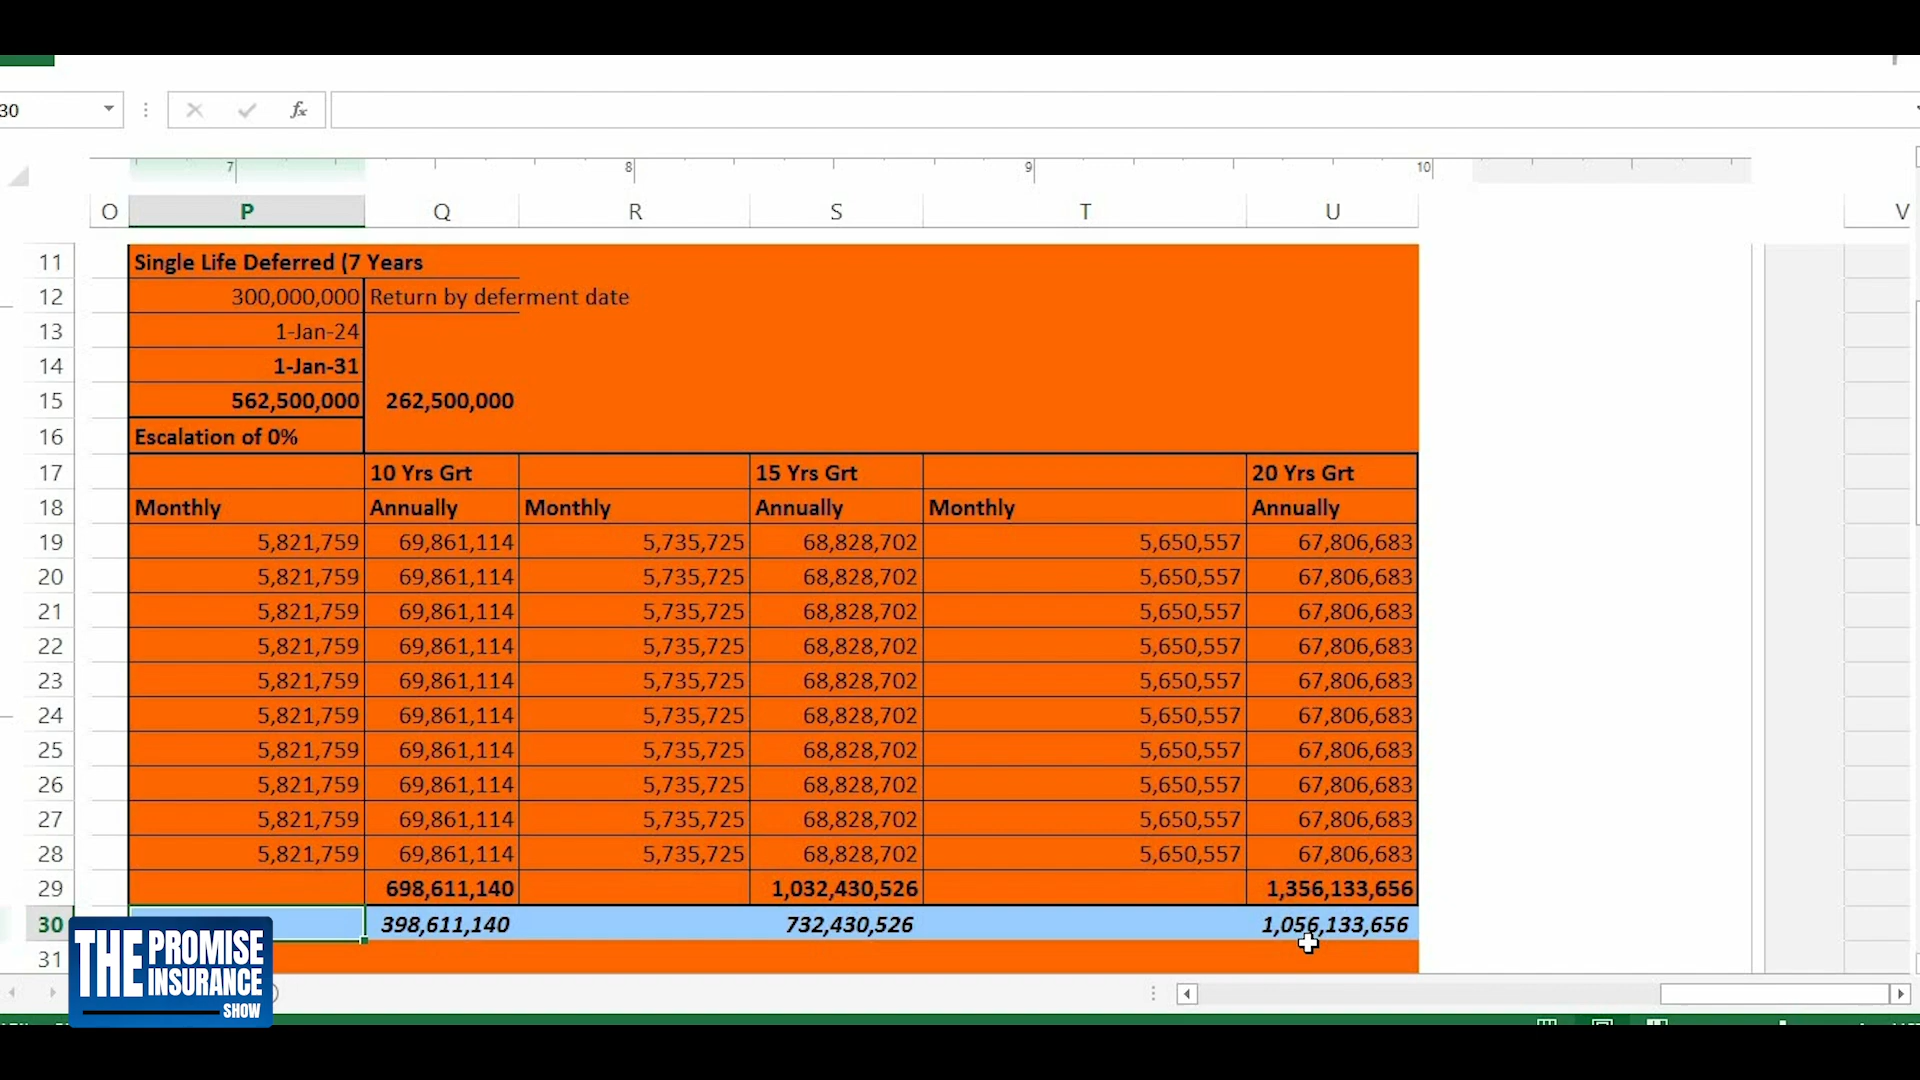 30
fx
7 8 9 10
O P Q R S T U V
11 Single Life Deferred (7 Years
12 300,000,000 Return by deferment date
13 1-Jan-24
14 1-Jan-31
15 562,500,000 262,500,000
16 Escalation of 0%
17 10 Yrs Grt 15 Yrs Grt 20 Yrs Grt
18 Monthly Annually Monthly Annually Monthly Annually
19 5,821,759 69,861,114 5,735,725 68,828,702 5,650,557 67,806,683
20 5,821,759 69,861,114 5,735,725 68,828,702 5,650,557 67,806,683
21 5,821,759 69,861,114 5,735,725 68,828,702 5,650,557 67,806,683
22 5,821,759 69,861,114 5,735,725 68,828,702 5,650,557 67,806,683
23 5,821,759 69,861,114 5,735,725 68,828,702 5,650,557 67,806,683
24 5,821,759 69,861,114 5,735,725 68,828,702 5,650,557 67,806,683
25 5,821,759 69,861,114 5,735,725 68,828,702 5,650,557 67,806,683
26 5,821,759 69,861,114 5,735,725 68,828,702 5,650,557 67,806,683
27 5,821,759 69,861,114 5,735,725 68,828,702 5,650,557 67,806,683
28 5,821,759 69,861,114 5,735,725 68,828,702 5,650,557 67,806,683
29 698,611,140 1,032,430,526 1,356,133,656
30 398,611,140 732,430,526 1,056,133,656
31
THE PROMISE
INSURANCE
SHOW